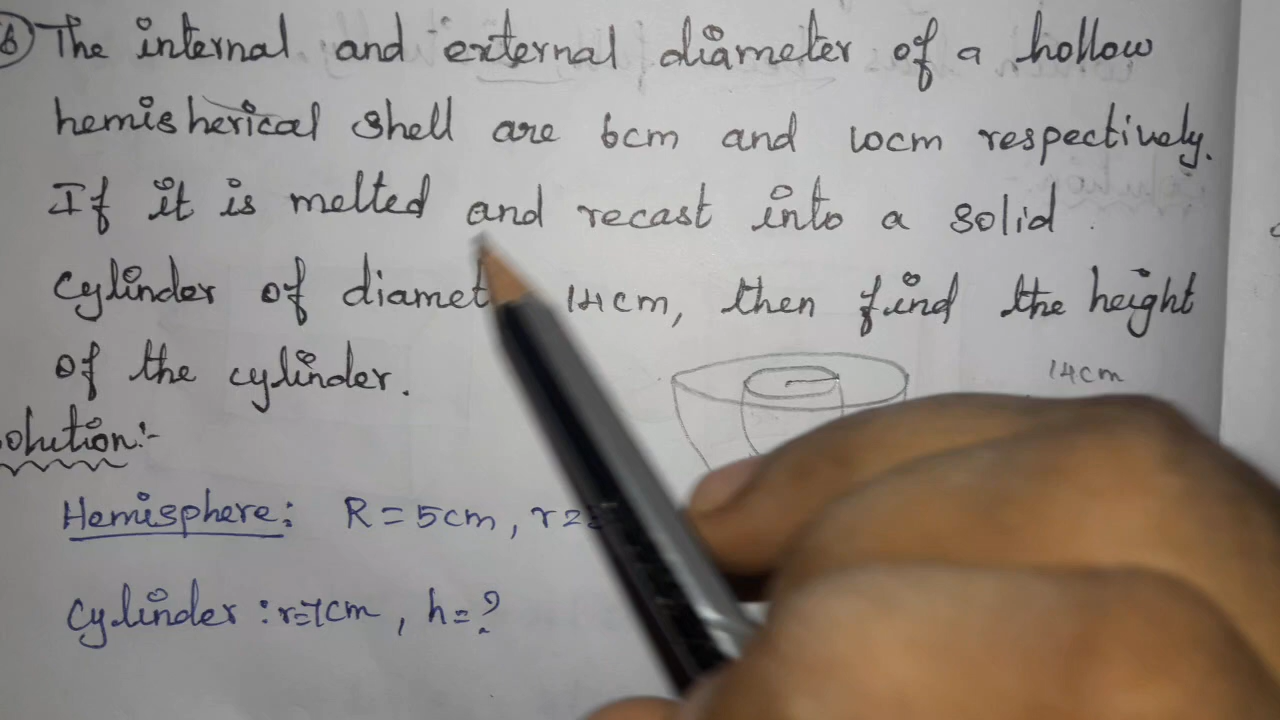 6) The internal and external diameter of a hollow
hemisherical shell are 6cm and 10cm respectively.
If it is melted and recast into a solid
cylinder of diamet 14cm, then find the height
of the cylinder.
14cm
olution:-
Hemisphere: R = 5cm, r=
Cylinder : r=7cm, h=?